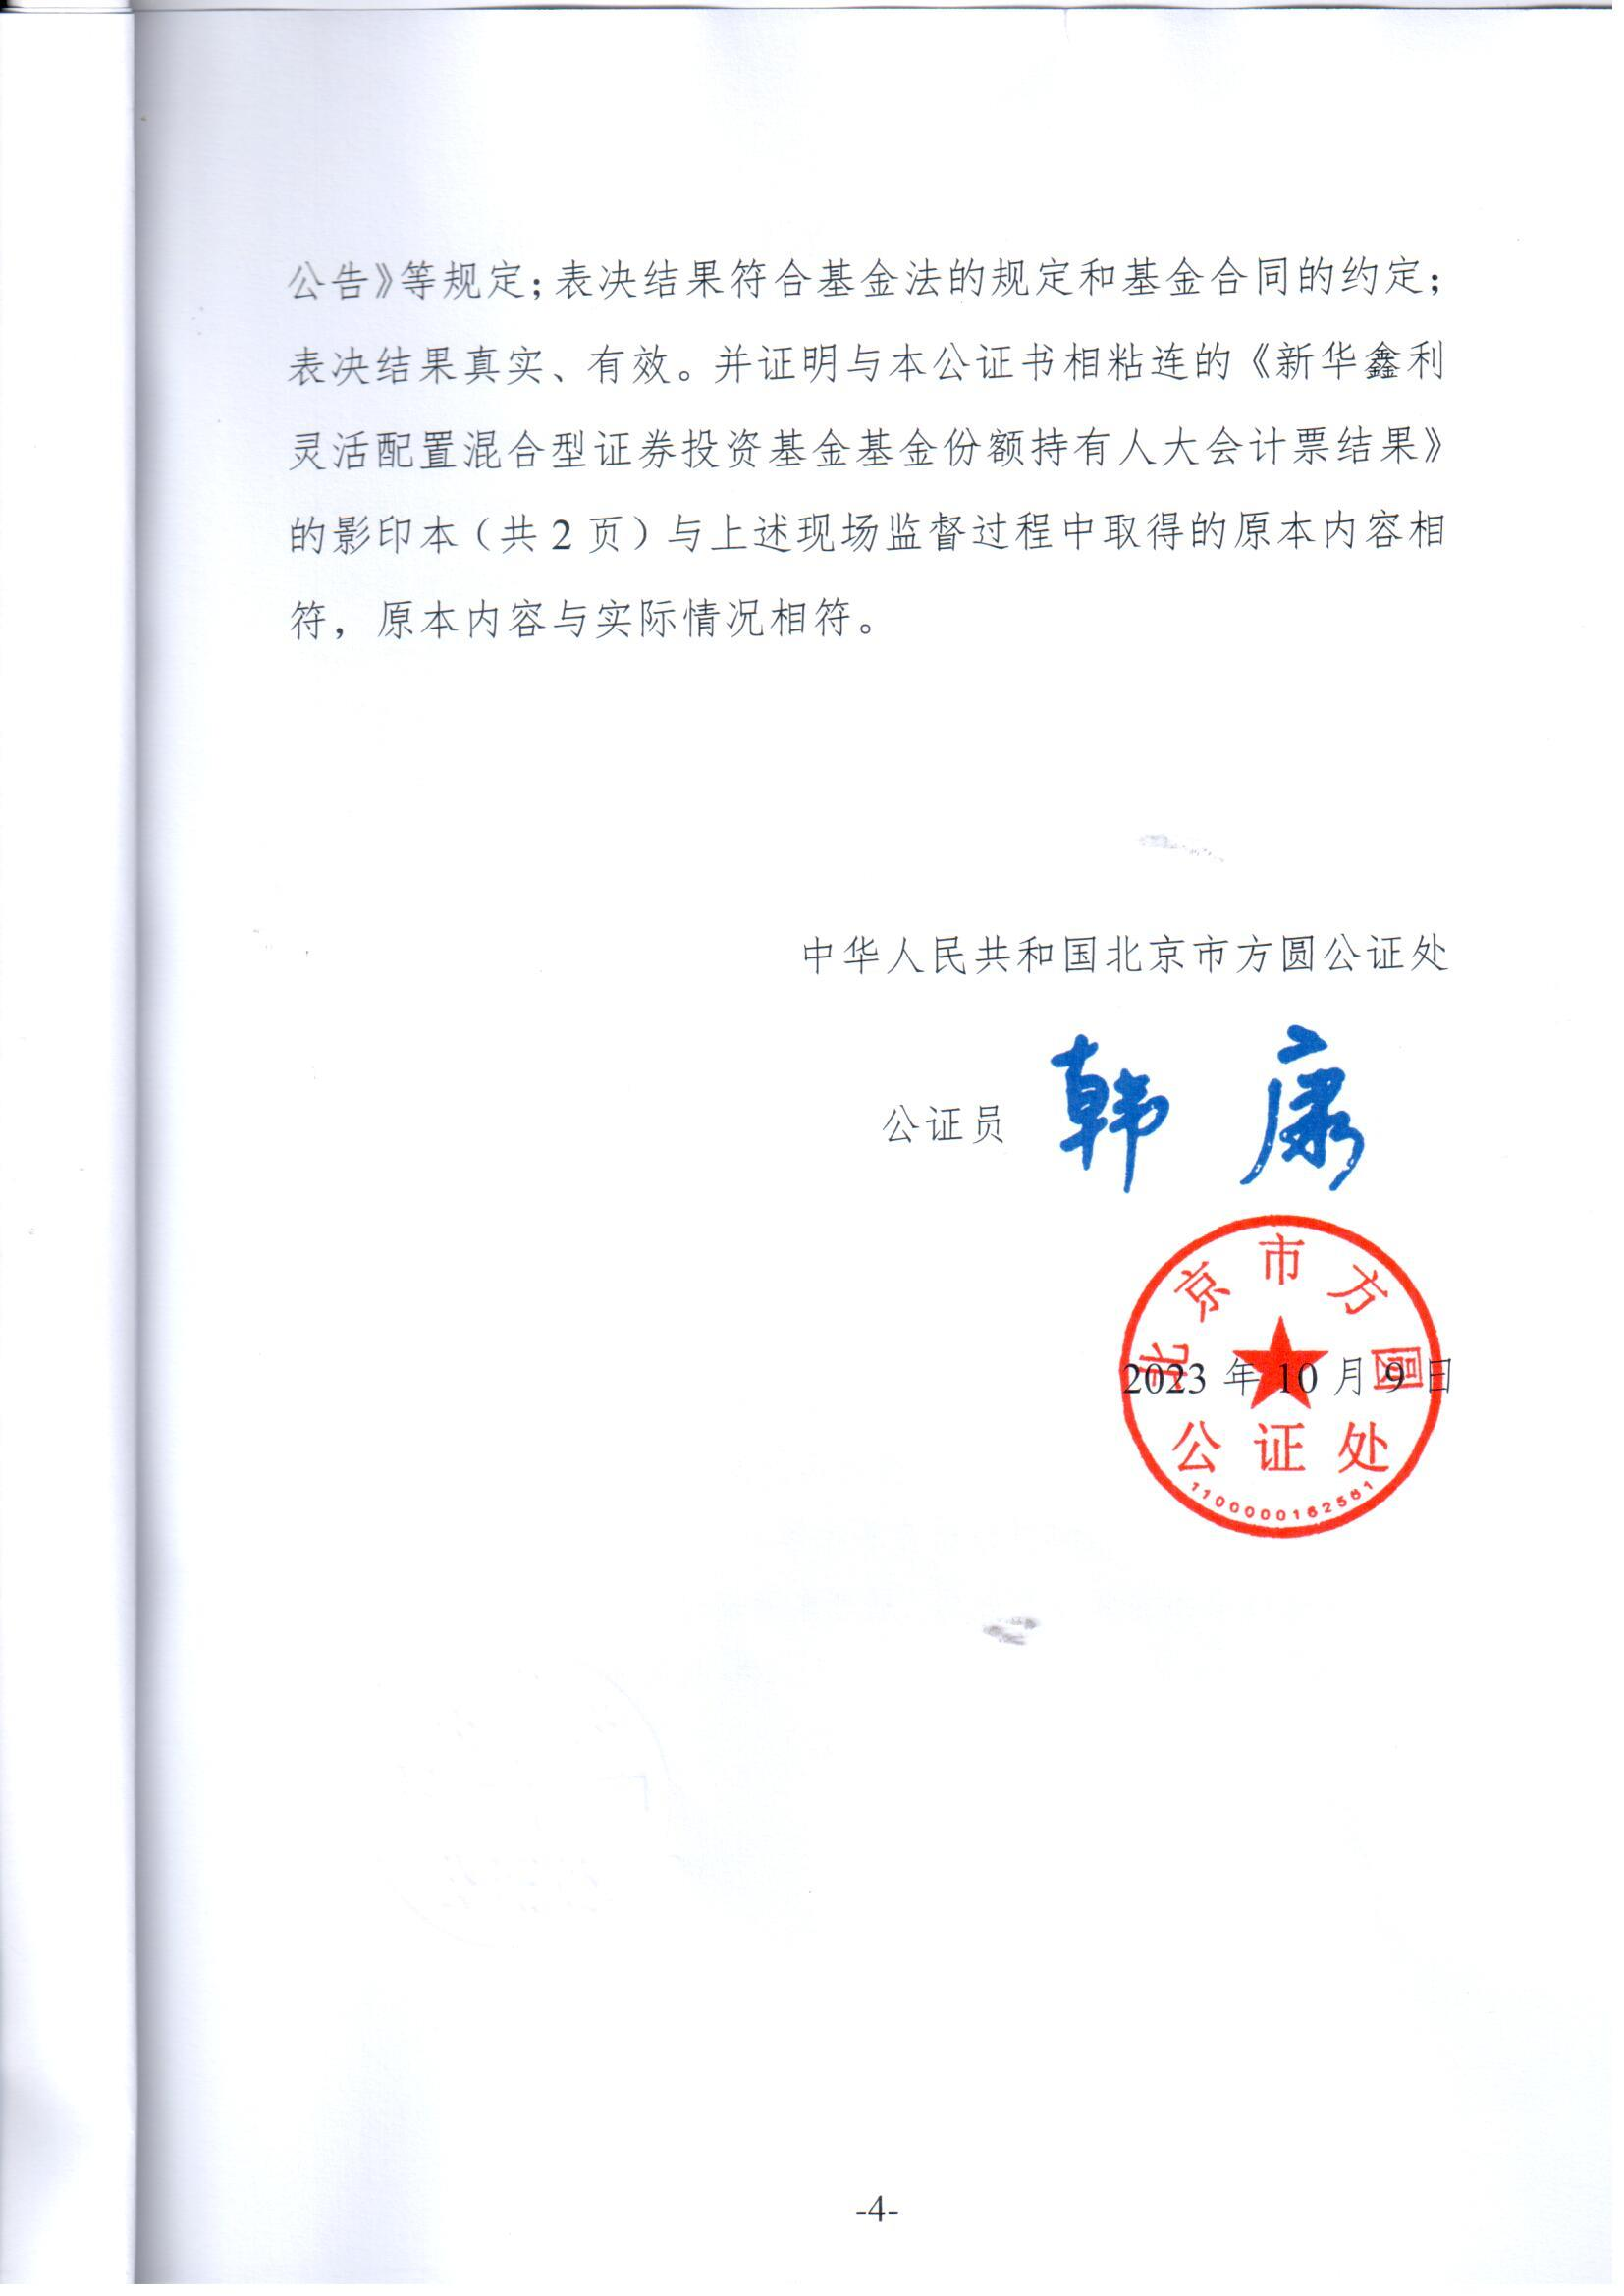 公告》等规定；表决结果符合基金法的规定和基金合同的约定；
表决结果真实、有效。并证明与本公证书相粘连的《新华鑫利
灵活配置混合型证券投资基金基金份额持有人大会计票结果》
的影印本（共 2 页）与上述现场监督过程中取得的原本内容相
符，原本内容与实际情况相符。
中华人民共和国北京市方圆公证处
公证员 韩康
北京市方圆
2023 年 10 月 9 日
公证处
1100000162561
-4-